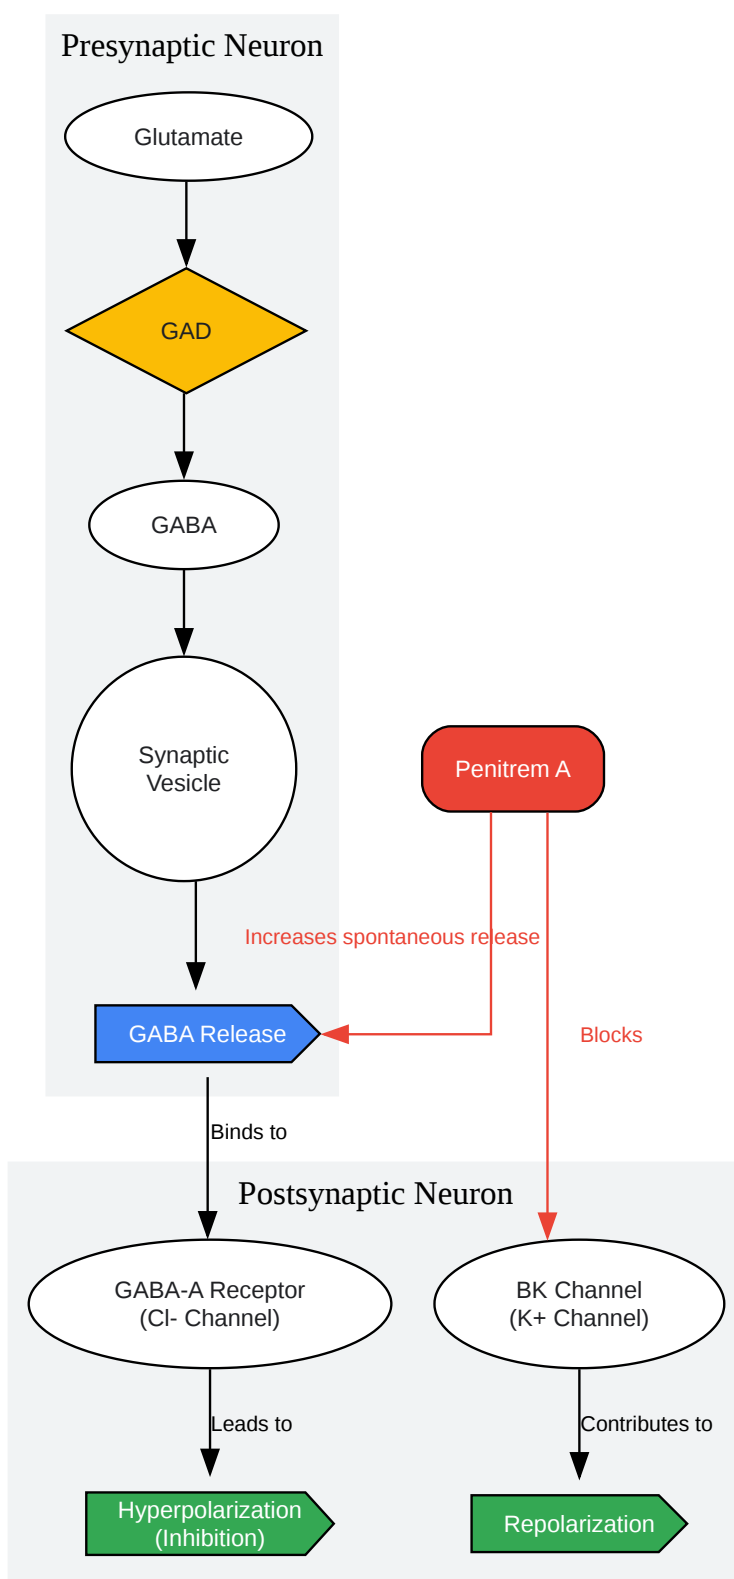 Presynaptic Neuron
Glutamate
GAD
GABA
Synaptic
Vesicle
Penitrem A
Increases spontaneous release
GABA Release
Blocks
Binds to
Postsynaptic Neuron
GABA-A Receptor
(Cl- Channel)
BK Channel
(K+ Channel)
Leads to
Contributes to
Hyperpolarization
(Inhibition)
Repolarization